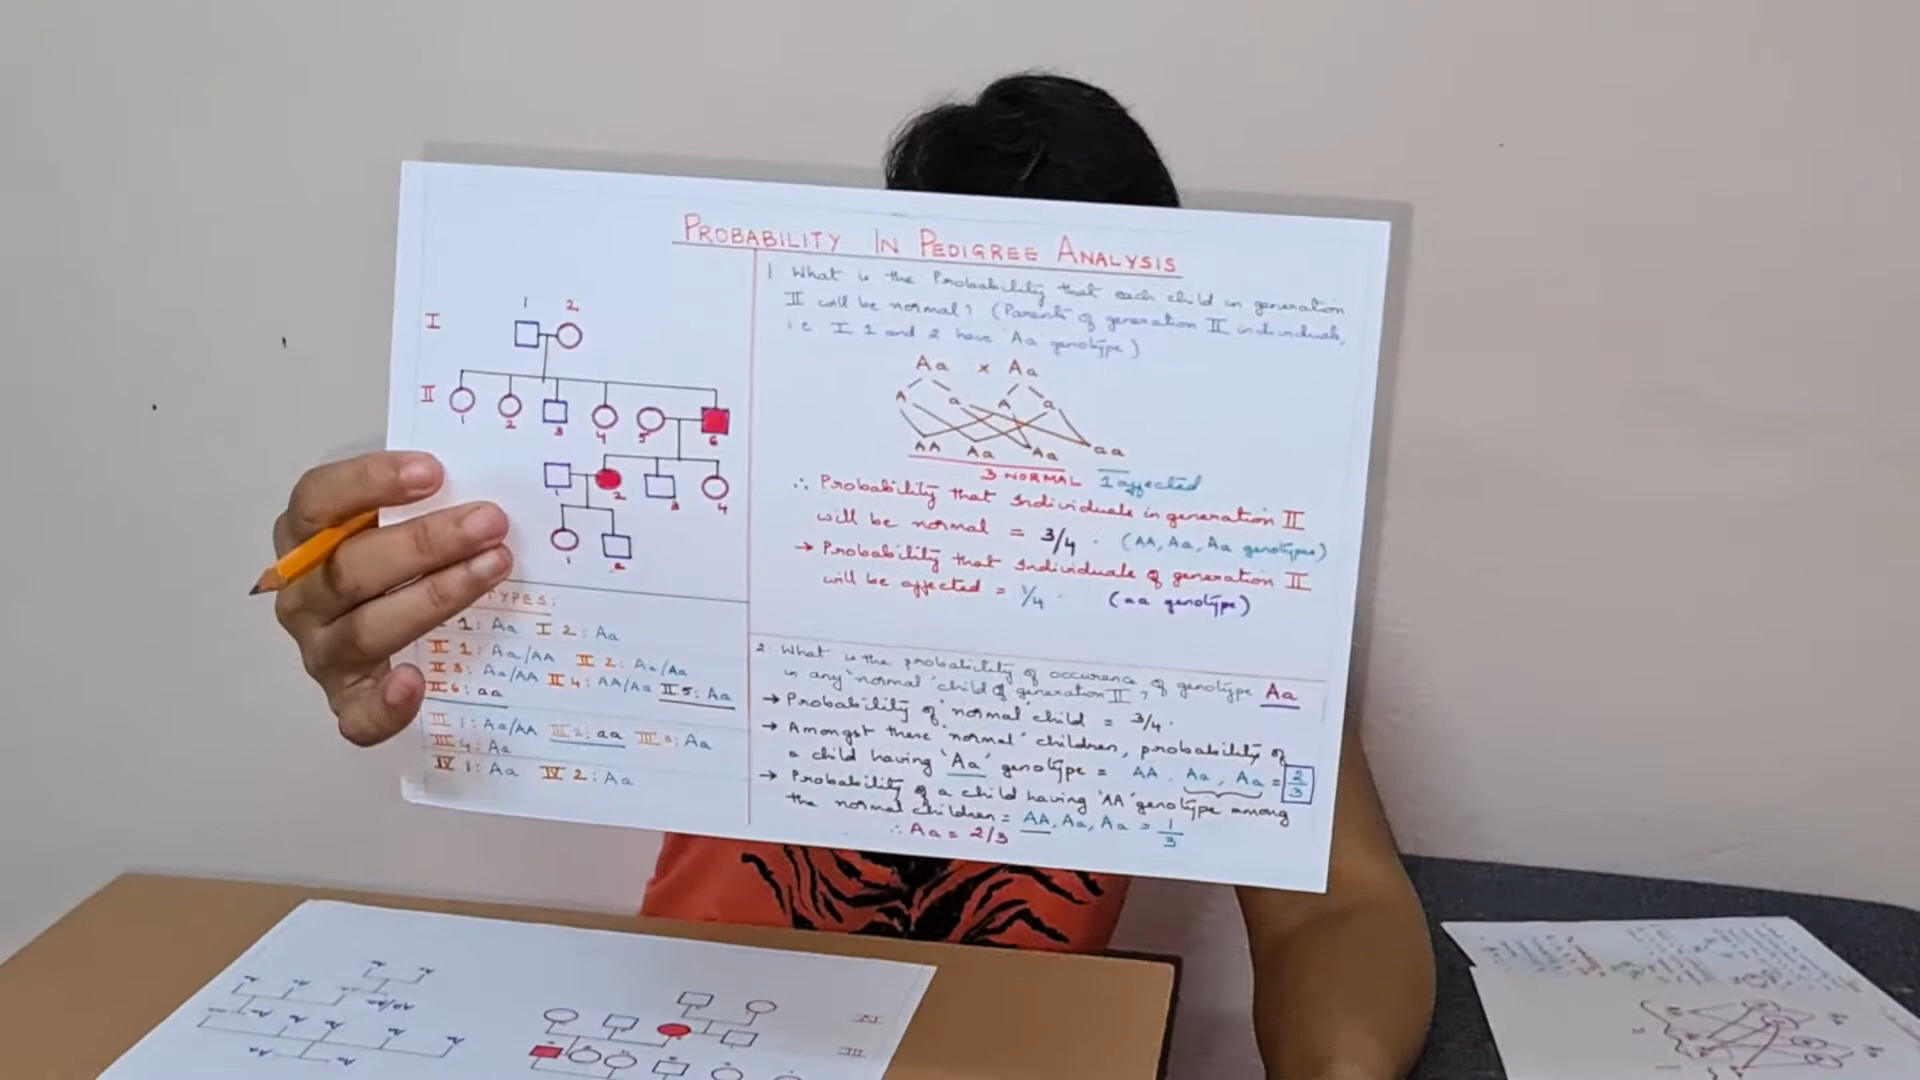 PROBABILITY IN PEDIGREE ANALYSIS
1 2
I
II
1 2 3 4 5 6
1 2 3 4
1 2
TYPES:
1: Aa I 2: Aa
II 1: Aa/AA II 2: Aa/Aa
II 3: Aa/AA II 4: AA/Aa II 5: Aa
II 6: aa
III 1: Aa/AA III 2: aa III 3: Aa
III 4: Aa
IV 1: Aa IV 2: Aa
1 What is the Probability that each child in generation
II will be normal? (Parents of generation II individuals,
i.e I 1 and 2 have 'Aa' genotype)
Aa x Aa
A a A a
AA Aa Aa aa
3 NORMAL 1 affected
∴ Probability that Individuals in generation II
will be normal = 3/4. (AA, Aa, Aa genotypes)
→ Probability that Individuals of generation II
will be affected = 1/4. (aa genotype)
2. What is the probability of occurence of genotype Aa
in any 'normal' child of generation II?
→ Probability of 'normal' child = 3/4.
→ Amongst these 'normal' children, probability of
a child having 'Aa' genotype = AA, Aa, Aa = 2/3
→ Probability of a child having 'AA' genotype among
the normal children = AA, Aa, Aa = 1/3
∴ Aa = 2/3